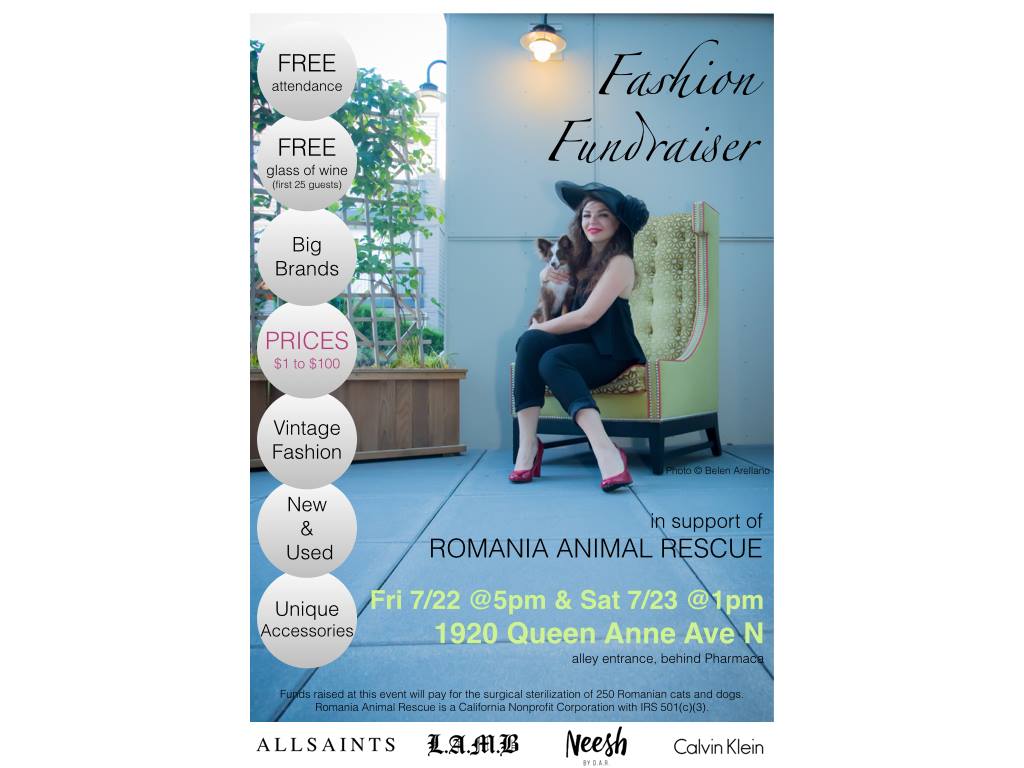 Fashion
Fundraiser
FREE
attendance
FREE
glass of wine
(first 25 guests)
Big
Brands
PRICES
$1 to $100
Vintage
Fashion
New
&
Used
Unique
Accessories
Photo © Belen Arellano
in support of
ROMANIA ANIMAL RESCUE
Fri 7/22 @5pm & Sat 7/23 @1pm
1920 Queen Anne Ave N
alley entrance, behind Pharmaca
Funds raised at this event will pay for the surgical sterilization of 250 Romanian cats and dogs.
Romania Animal Rescue is a California Nonprofit Corporation with IRS 501(c)(3).
ALLSAINTS
L.A.M.B
Neesh
BY D.A.R.
Calvin Klein